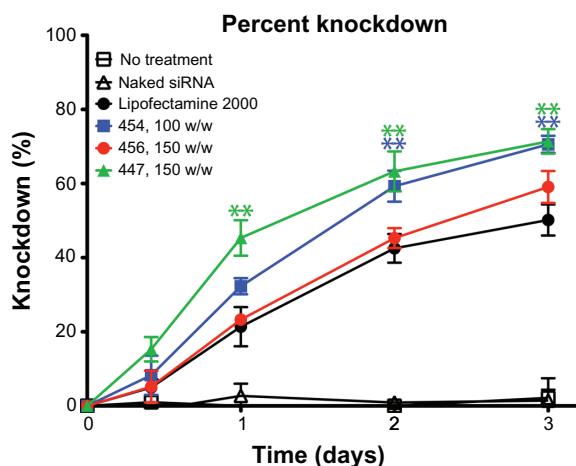 Percent knockdown
100
80
60
40
20
0
Knockdown (%)
No treatment
Naked siRNA
Lipofectamine 2000
454, 100 w/w
456, 150 w/w
447, 150 w/w
**
**
**
**
**
0
1
2
3
Time (days)